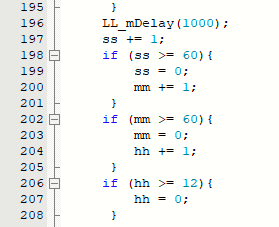 195 }
196 LL_mDelay(1000);
197 ss += 1;
198 if (ss >= 60){
199 ss = 0;
200 mm += 1;
201 }
202 if (mm >= 60){
203 mm = 0;
204 hh += 1;
205 }
206 if (hh >= 12){
207 hh = 0;
208 }